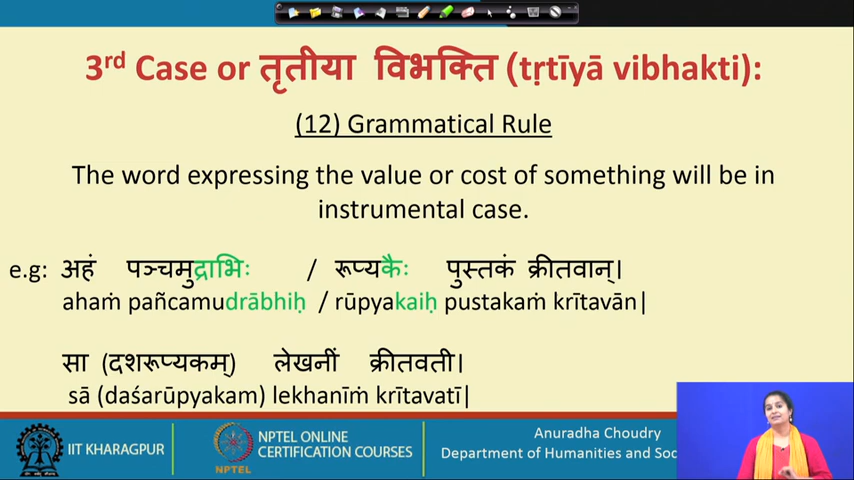 3rd Case or तृतीया विभक्ति (tṛtīyā vibhakti):
(12) Grammatical Rule
The word expressing the value or cost of something will be in
instrumental case.
e.g: अहं पञ्चमुद्राभिः / रूप्यकैः पुस्तकं क्रीतवान्।
ahaṁ pañcamudrābhiḥ / rūpyakaiḥ pustakaṁ krītavān|
सा (दशरूप्यकम्) लेखनीं क्रीतवती।
sā (daśarūpyakam) lekhanīṁ krītavatī|
IIT KHARAGPUR
NPTEL
NPTEL ONLINE
CERTIFICATION COURSES
Anuradha Choudry
Department of Humanities and Soc